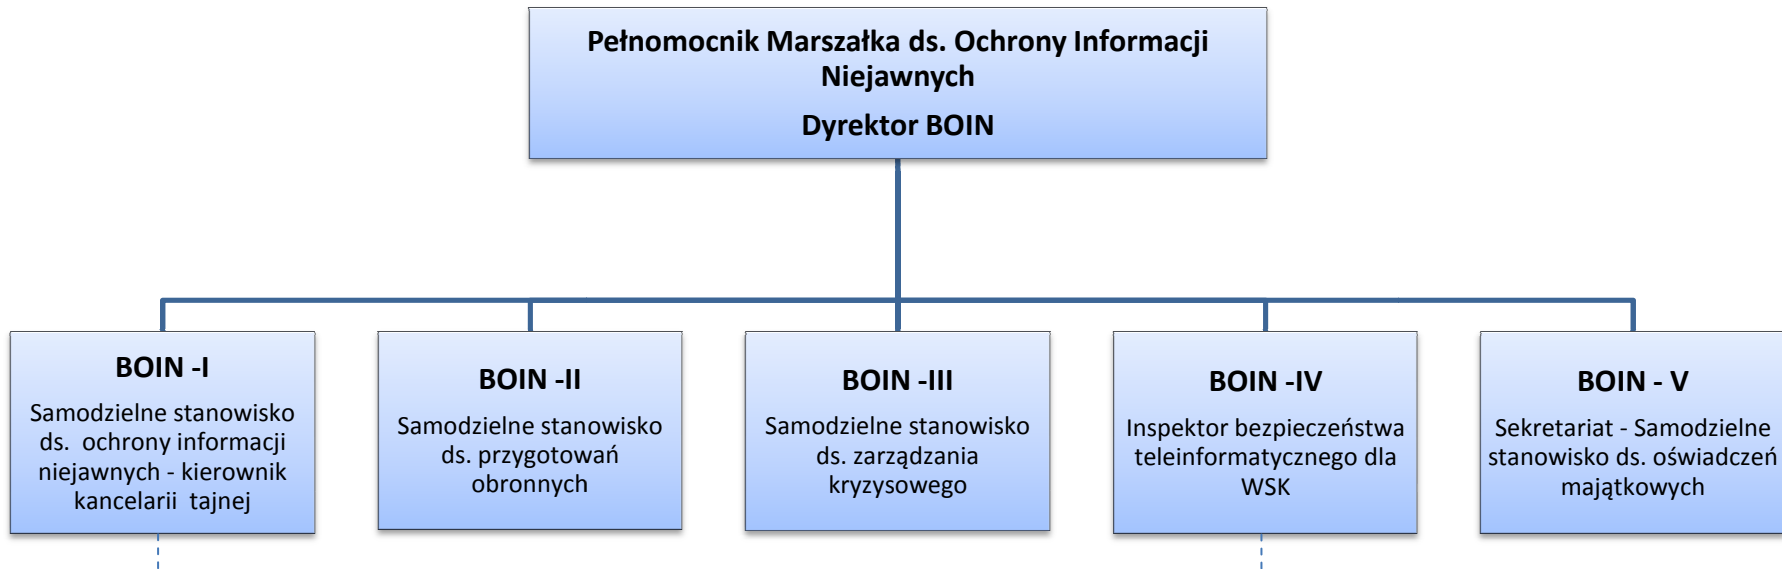 Pełnomocnik Marszałka ds. Ochrony Informacji
Niejawnych
Dyrektor BOIN
BOIN -I
Samodzielne stanowisko
ds. ochrony informacji
niejawnych - kierownik
kancelarii tajnej
BOIN -II
Samodzielne stanowisko
ds. przygotowań
obronnych
BOIN -III
Samodzielne stanowisko
ds. zarządzania
kryzysowego
BOIN -IV
Inspektor bezpieczeństwa
teleinformatycznego dla
WSK
BOIN - V
Sekretariat - Samodzielne
stanowisko ds. oświadczeń
majątkowych